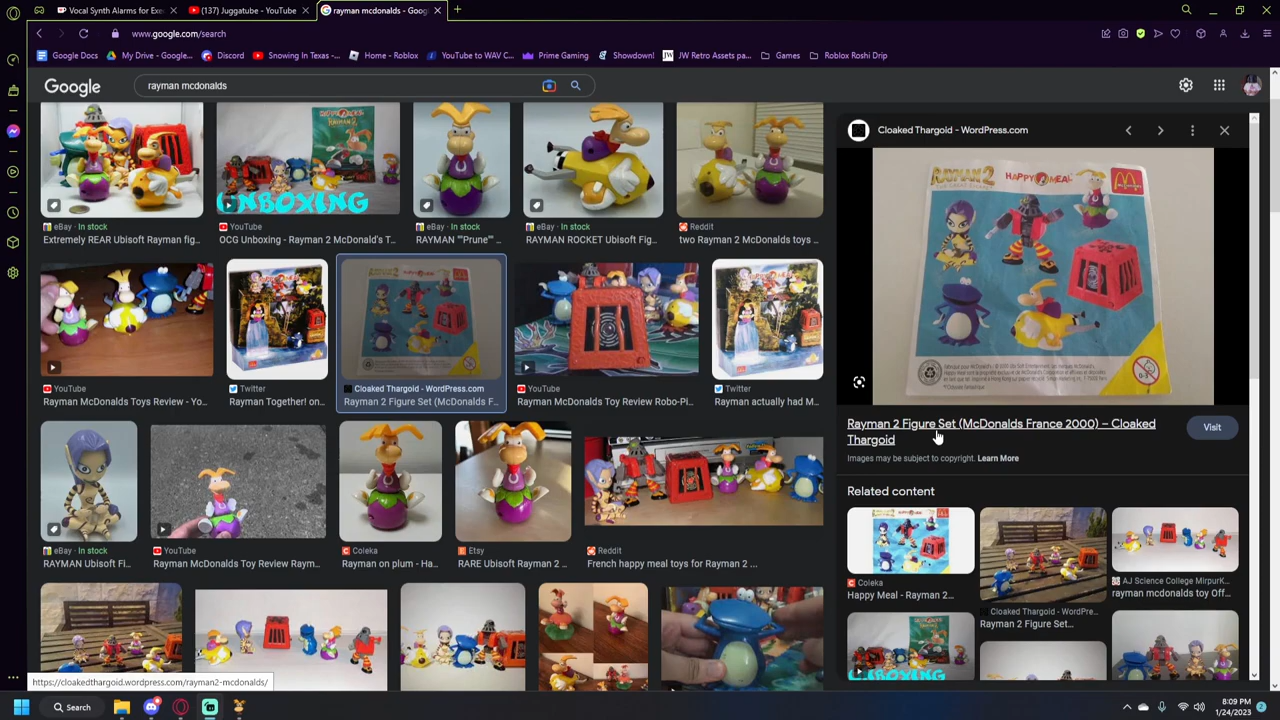 Vocal Synth Alarms for Exe
(137) Juggatube - YouTube
rayman mcdonalds - Goog
www.google.com/search
Google Docs
My Drive - Google...
Discord
Snowing In Texas -...
Home - Roblox
YouTube to WAV C...
Prime Gaming
Showdown!
JW Retro Assets pa...
Games
Roblox Roshi Drip
Google
rayman mcdonalds
HAPPY MEAL
RAYMAN 2
UNBOXING
eBay · In stock
Extremely REAR Ubisoft Rayman fig...
YouTube
OCG Unboxing - Rayman 2 McDonald's T...
eBay · In stock
RAYMAN ""Prune"" ...
eBay · In stock
RAYMAN ROCKET Ubisoft Fig...
Reddit
two Rayman 2 McDonalds toys ...
YouTube
Rayman McDonalds Toys Review - Yo...
Twitter
Rayman Together! on...
Cloaked Thargoid - WordPress.com
Rayman 2 Figure Set (McDonalds F...
YouTube
Rayman McDonalds Toy Review Robo-Pi...
Twitter
Rayman actually had M...
eBay · In stock
RAYMAN Ubisoft Fi...
YouTube
Rayman McDonalds Toy Review Raym...
Coleka
Rayman on plum - Ha...
Etsy
RARE Ubisoft Rayman 2 ...
Reddit
French happy meal toys for Rayman 2 ...
https://cloakedthargoid.wordpress.com/rayman2-mcdonalds/
Cloaked Thargoid - WordPress.com
RAYMAN 2
HAPPY MEAL
0-3
Rayman 2 Figure Set (McDonalds France 2000) – Cloaked
Thargoid
Visit
Images may be subject to copyright. Learn More
Related content
Coleka
Happy Meal - Rayman 2...
Cloaked Thargoid - WordPre...
Rayman 2 Figure Set...
AJ Science College MirpurK...
rayman mcdonalds toy Off...
UNBOXING
Search
8:09 PM
1/24/2023
2